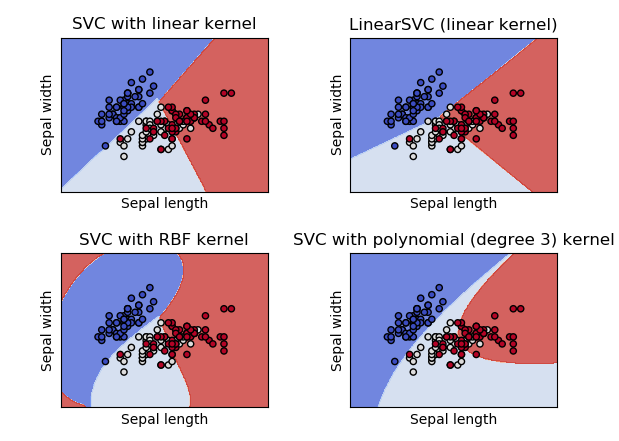 SVC with linear kernel
LinearSVC (linear kernel)
Sepal width
Sepal width
Sepal length
Sepal length
SVC with RBF kernel
SVC with polynomial (degree 3) kernel
Sepal width
Sepal width
Sepal length
Sepal length